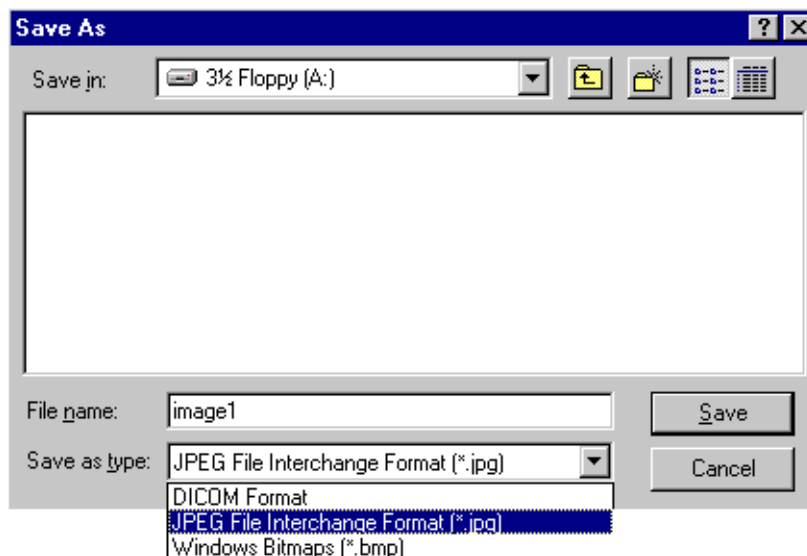 Save As
Save in: 3½ Floppy (A:)
File name: image1 Save
Save as type: JPEG File Interchange Format (*.jpg) Cancel
DICOM Format
JPEG File Interchange Format (*.jpg)
Windows Bitmaps (*.bmp)